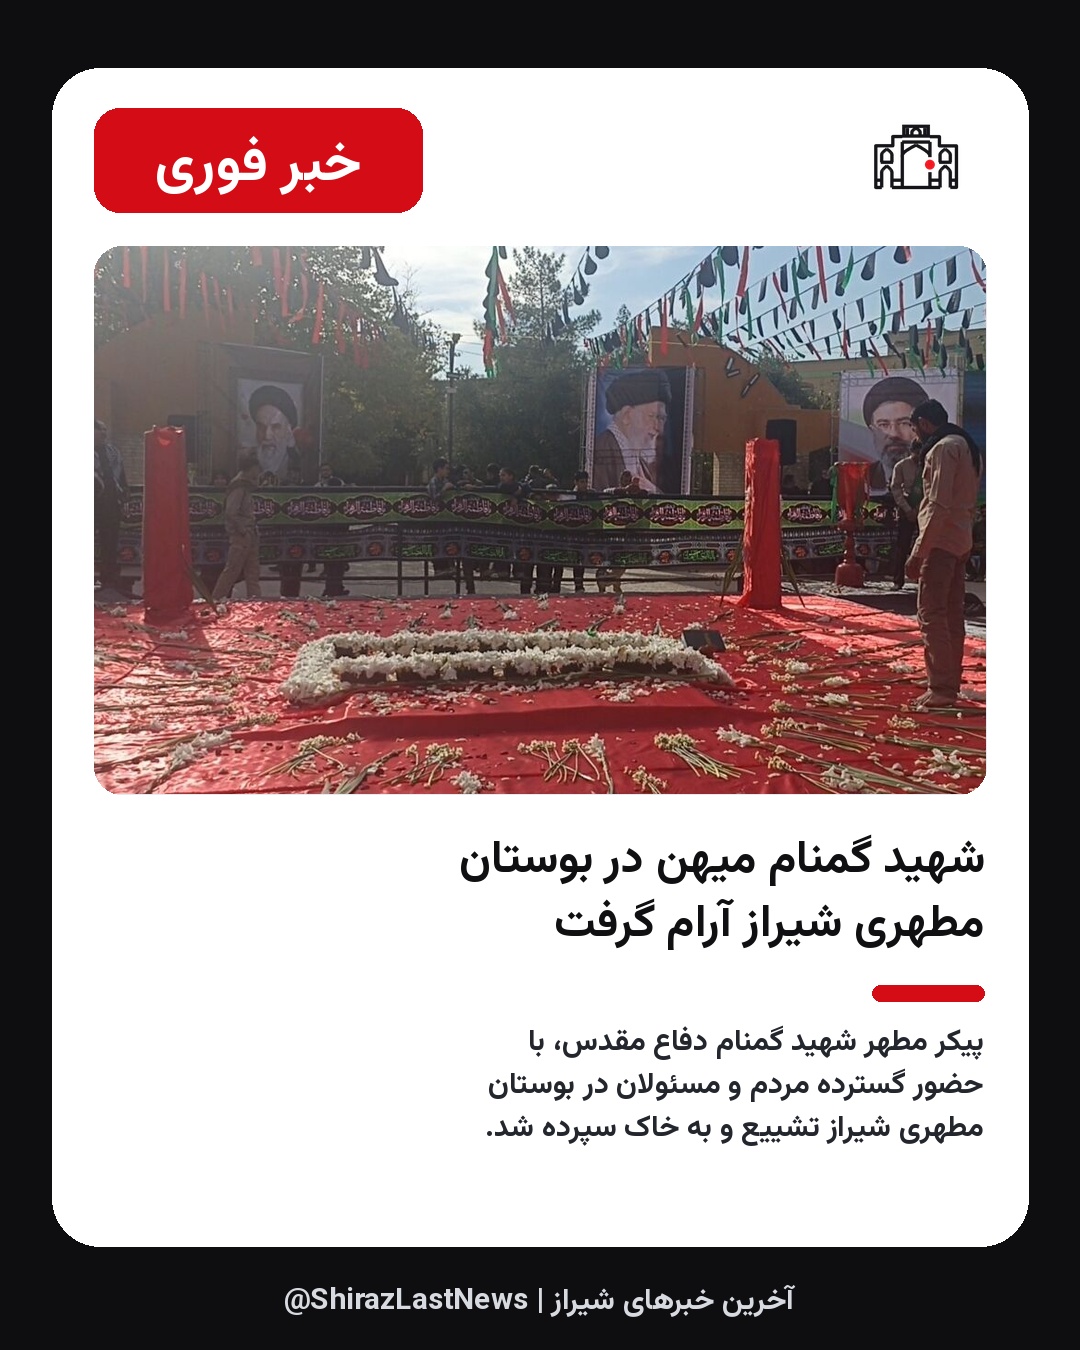 خبر فوری
شهید گمنام میهن در بوستان
مطهری شیراز آرام گرفت
پیکر مطهر شهید گمنام دفاع مقدس، با
حضور گسترده مردم و مسئولان در بوستان
مطهری شیراز تشییع و به خاک سپرده شد.
آخرین خبرهای شیراز | @ShirazLastNews